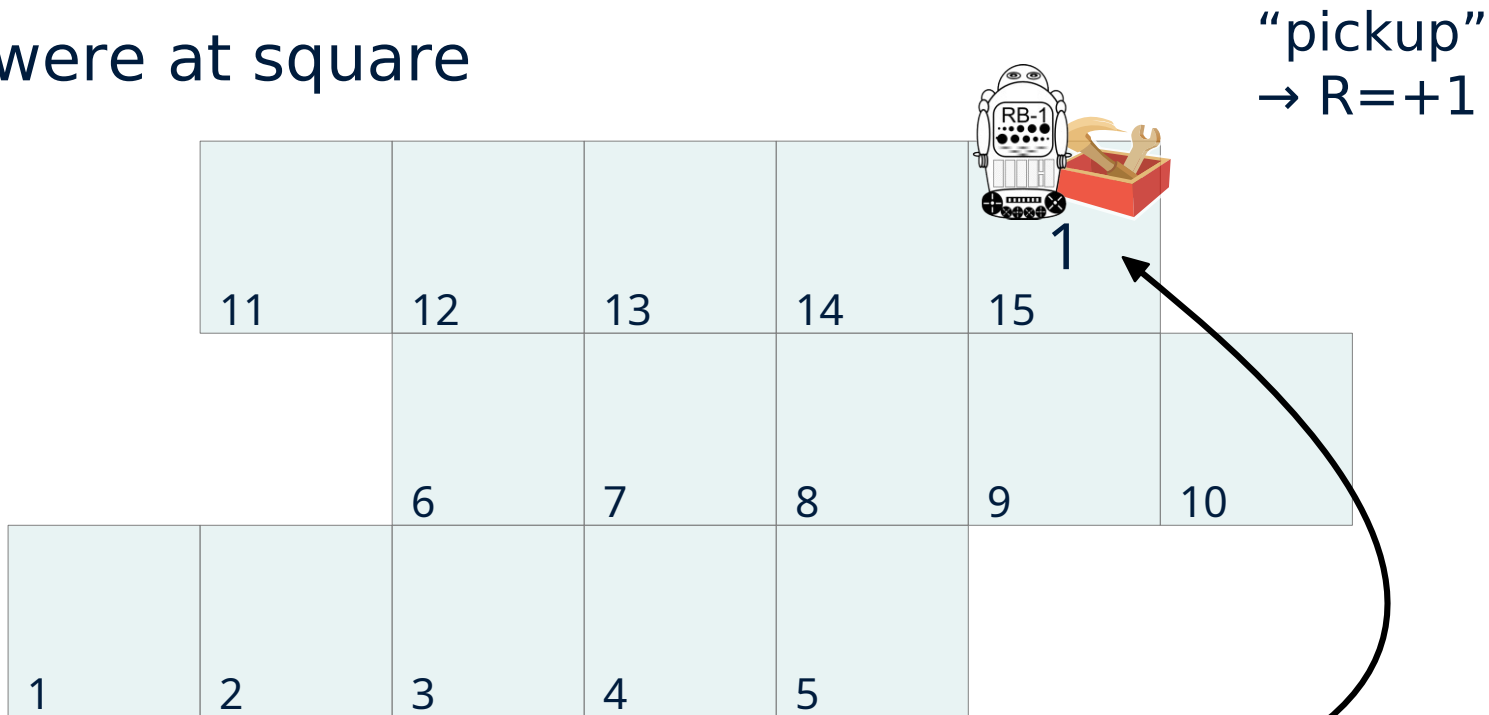 were at square
“pickup”
→ R=+1
RB-1
1
11 12 13 14 15
6 7 8 9 10
1 2 3 4 5